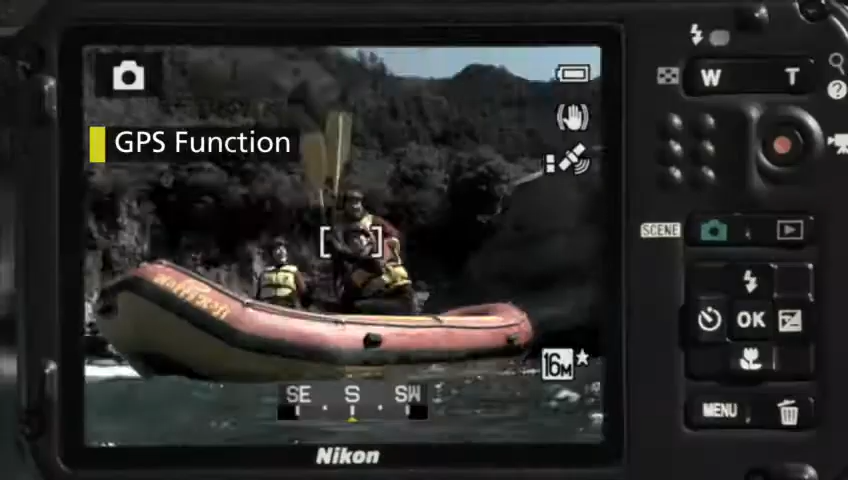 GPS Function
W T
?
SCENE
16M
SE S SW
OK
MENU
Nikon